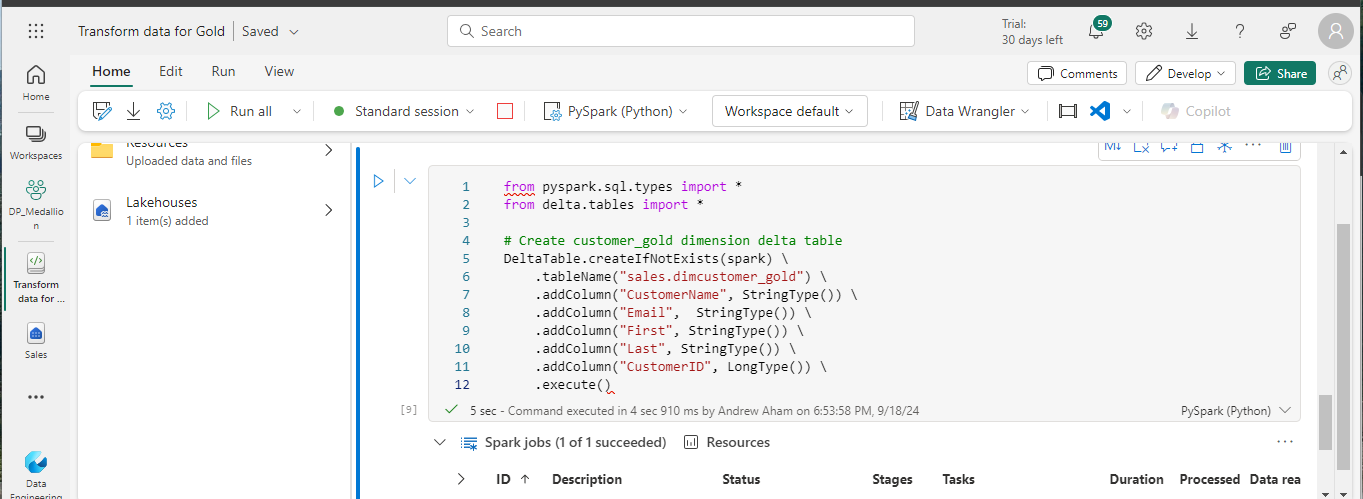 Transform data for Gold
Saved
Search
Trial:
30 days left
59
Home
Edit
Run
View
Comments
Develop
Share
Run all
Standard session
PySpark (Python)
Workspace default
Data Wrangler
Copilot
Home
Workspaces
DP_Medallio
n
Transform
data for ...
Sales
Data
Engineering
Resources
Uploaded data and files
Lakehouses
1 item(s) added
M↓
1 from pyspark.sql.types import *
2 from delta.tables import *
3
4 # Create customer_gold dimension delta table
5 DeltaTable.createIfNotExists(spark) \
6 .tableName("sales.dimcustomer_gold") \
7 .addColumn("CustomerName", StringType()) \
8 .addColumn("Email",  StringType()) \
9 .addColumn("First", StringType()) \
10 .addColumn("Last", StringType()) \
11 .addColumn("CustomerID", LongType()) \
12 .execute()
[9]
5 sec - Command executed in 4 sec 910 ms by Andrew Aham on 6:53:58 PM, 9/18/24
PySpark (Python)
Spark jobs (1 of 1 succeeded)
Resources
ID ↑ Description Status Stages Tasks Duration Processed Data rea